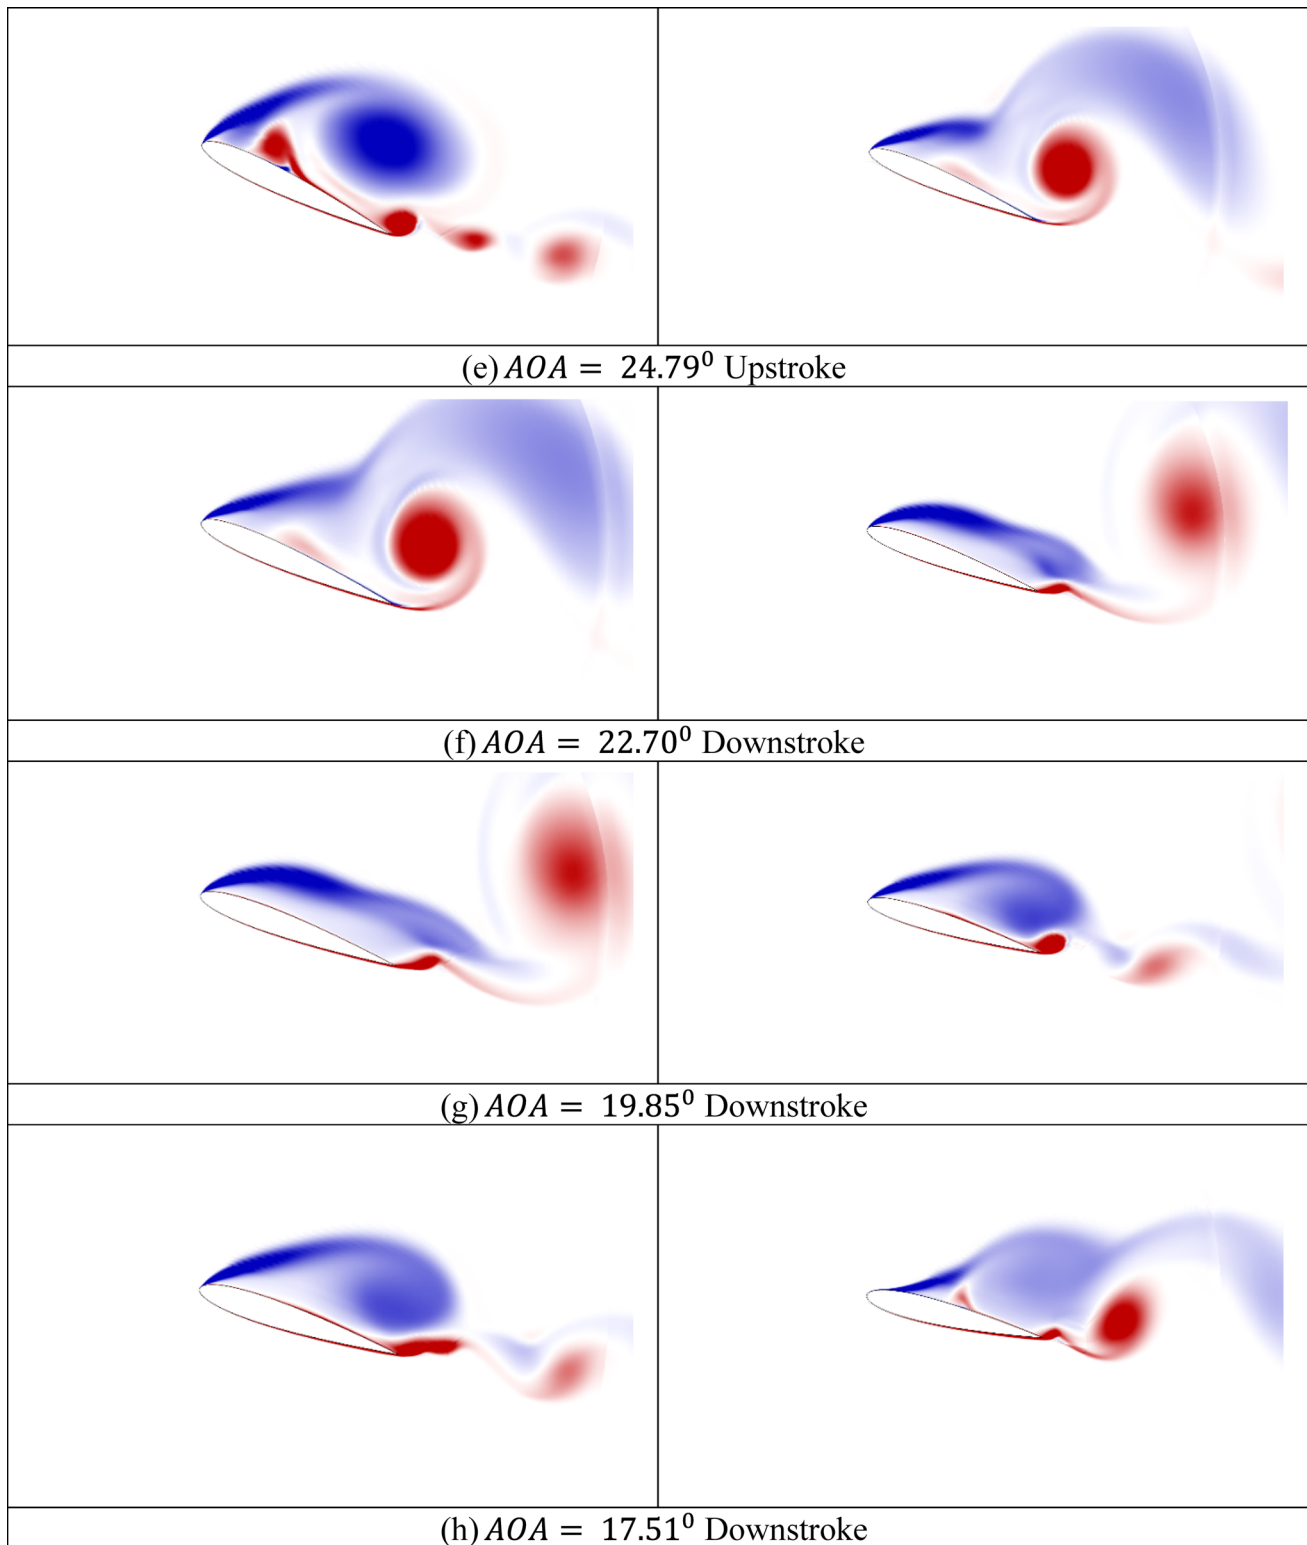 (e) AOA = 24.79⁰ Upstroke
(f) AOA = 22.70⁰ Downstroke
(g) AOA = 19.85⁰ Downstroke
(h) AOA = 17.51⁰ Downstroke